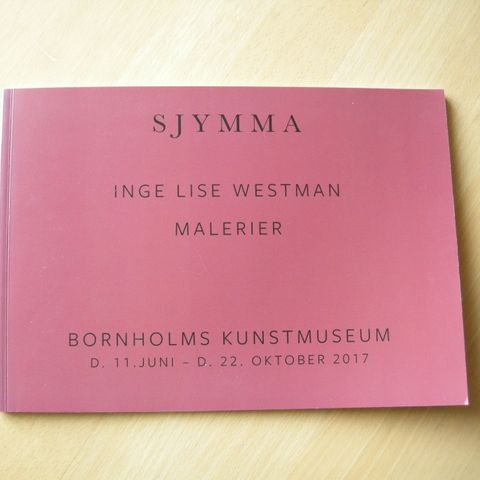 SJYMMA
INGE LISE WESTMAN
MALERIER
BORNHOLMS KUNSTMUSEUM
D. 11.JUNI – D. 22. OKTOBER 2017